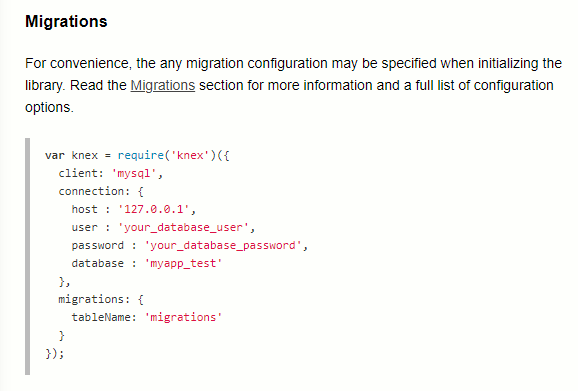 Migrations
For convenience, the any migration configuration may be specified when initializing the
library. Read the Migrations section for more information and a full list of configuration
options.
var knex = require('knex')({
  client: 'mysql',
  connection: {
    host : '127.0.0.1',
    user : 'your_database_user',
    password : 'your_database_password',
    database : 'myapp_test'
  },
  migrations: {
    tableName: 'migrations'
  }
});